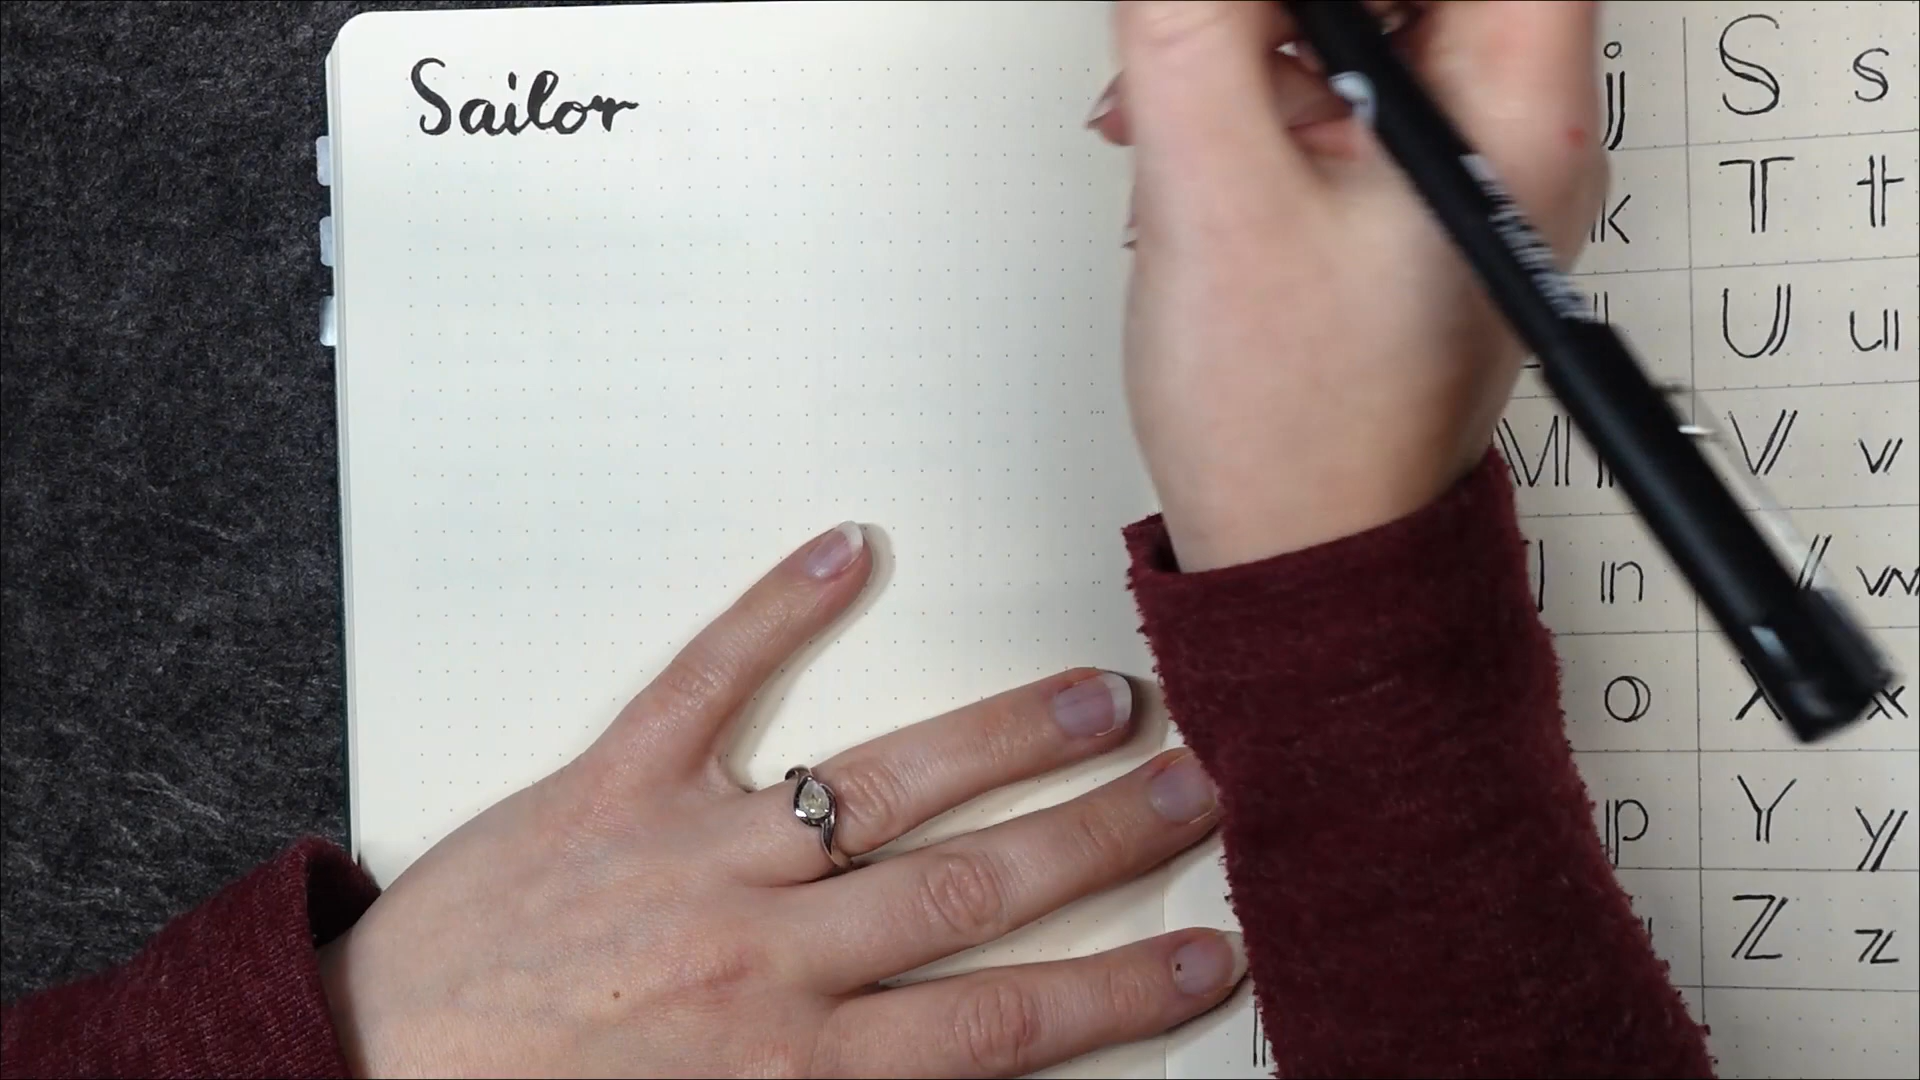 Sailor
j S s
k T t
U u
M V v
n w
o X x
p Y y
Z z